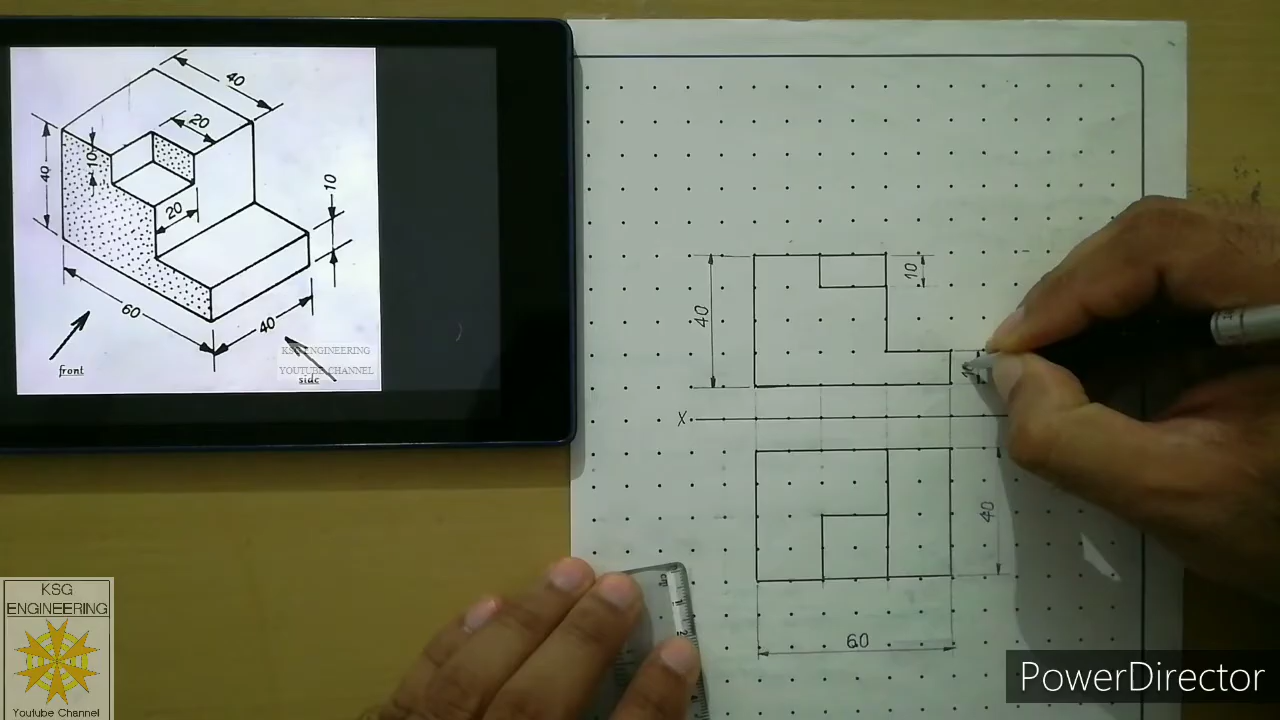 40
20
10
40
10
20
60
40
front
KSG ENGINEERING
YOUTUBE CHANNEL
side
10
40
X
40
60
KSG
ENGINEERING
Youtube Channel
PowerDirector